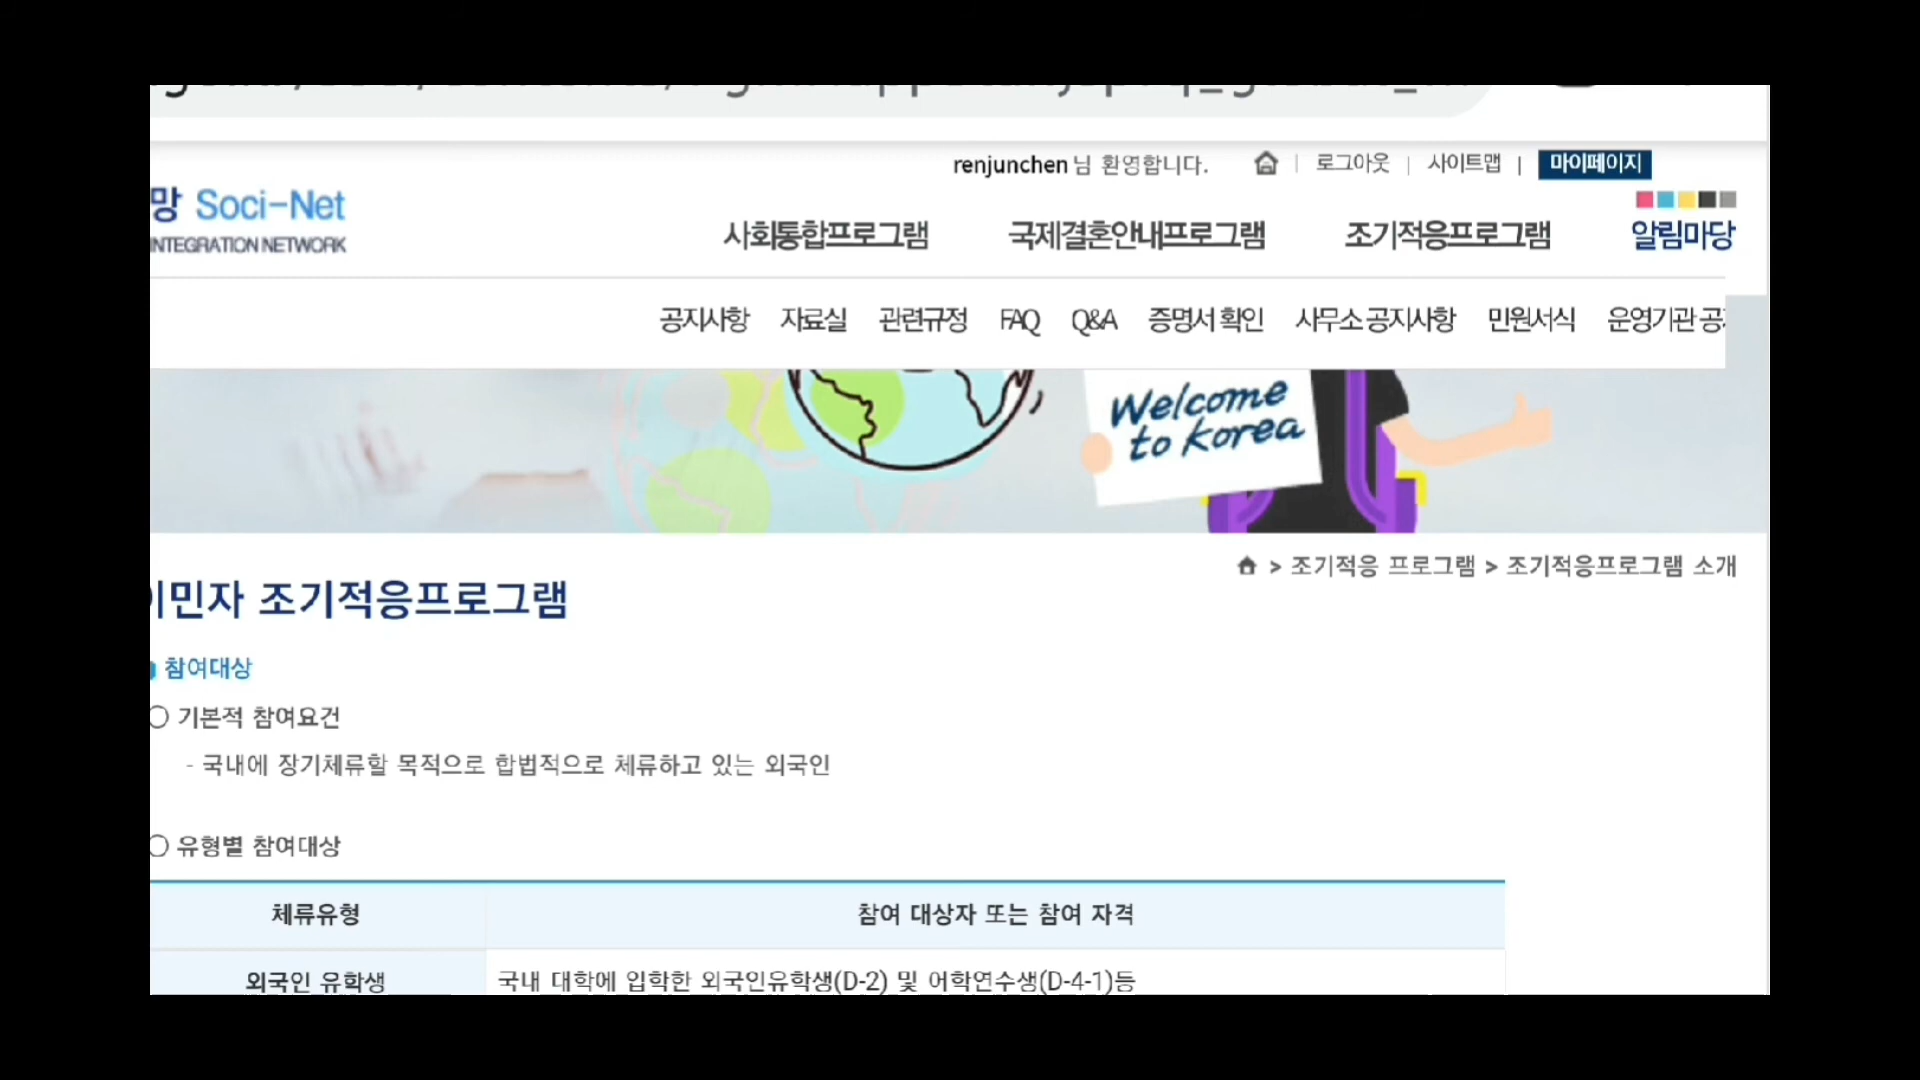 renjunchen 님 환영합니다. | 로그아웃 | 사이트맵 | 마이페이지
망 Soci-Net
INTEGRATION NETWORK
사회통합프로그램 국제결혼안내프로그램 조기적응프로그램 알림마당
공지사항 자료실 관련규정 FAQ Q&A 증명서 확인 사무소 공지사항 민원서식 운영기관 공지
Welcome
to Korea
> 조기적응 프로그램 > 조기적응프로그램 소개
이민자 조기적응프로그램
참여대상
○ 기본적 참여요건
- 국내에 장기체류할 목적으로 합법적으로 체류하고 있는 외국인
○ 유형별 참여대상
체류유형 참여 대상자 또는 참여 자격
외국인 유학생 국내 대학에 입학한 외국인유학생(D-2) 및 어학연수생(D-4-1)등